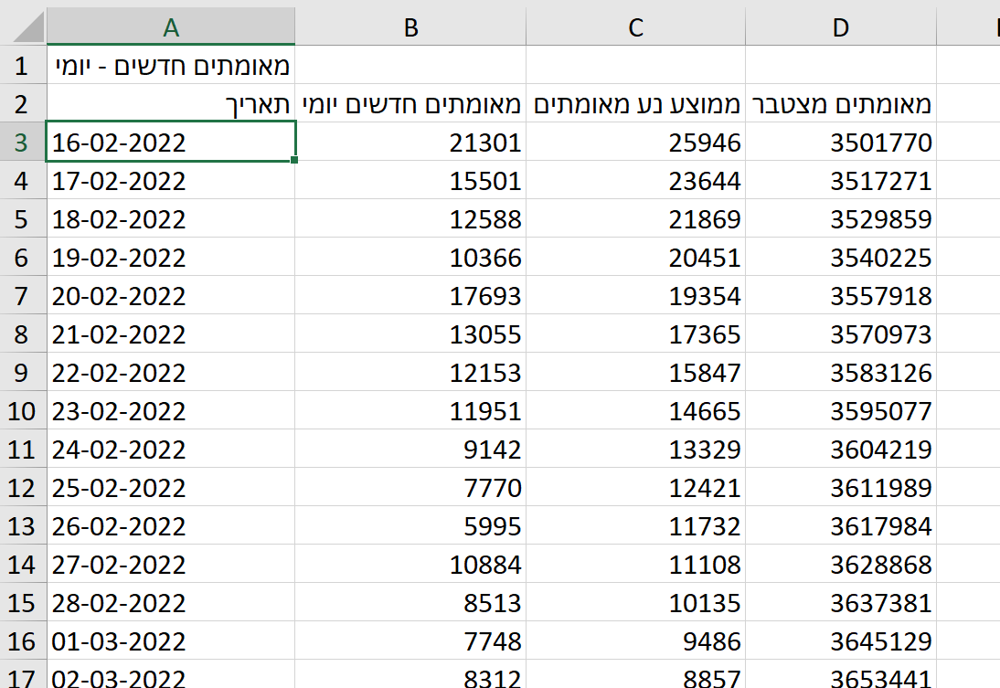 A B C D
1 מאומתים חדשים - יומי
2 תאריך מאומתים חדשים יומי ממוצע נע מאומתים מאומתים מצטבר
3 16-02-2022 21301 25946 3501770
4 17-02-2022 15501 23644 3517271
5 18-02-2022 12588 21869 3529859
6 19-02-2022 10366 20451 3540225
7 20-02-2022 17693 19354 3557918
8 21-02-2022 13055 17365 3570973
9 22-02-2022 12153 15847 3583126
10 23-02-2022 11951 14665 3595077
11 24-02-2022 9142 13329 3604219
12 25-02-2022 7770 12421 3611989
13 26-02-2022 5995 11732 3617984
14 27-02-2022 10884 11108 3628868
15 28-02-2022 8513 10135 3637381
16 01-03-2022 7748 9486 3645129
17 02-03-2022 8312 8857 3653441